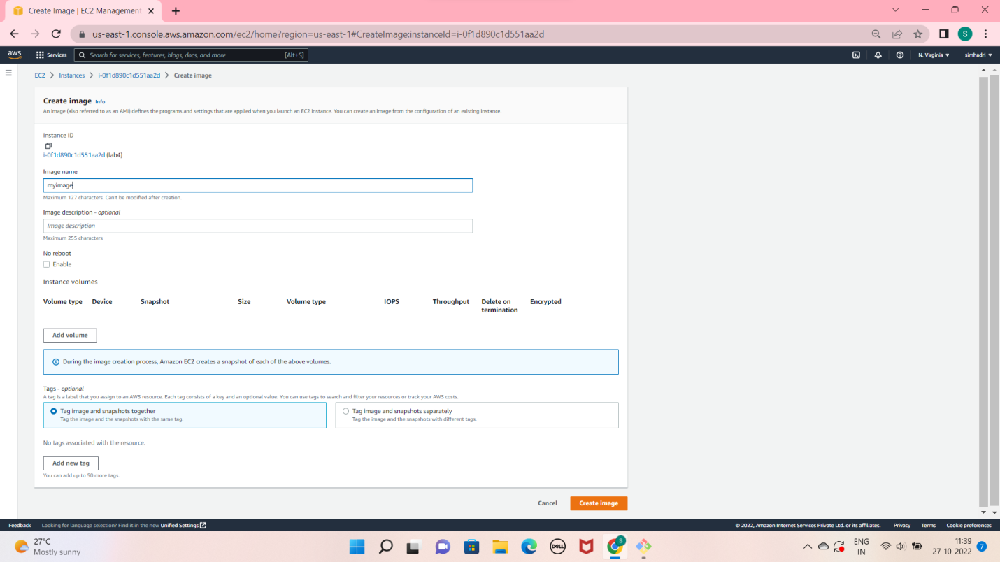 Create Image | EC2 Management
us-east-1.console.aws.amazon.com/ec2/home?region=us-east-1#CreateImage:instanceId=i-0f1d890c1d551aa2d
S
aws
Services
Search for services, features, blogs, docs, and more
[Alt+S]
N. Virginia
simhadri
EC2 > Instances > i-0f1d890c1d551aa2d > Create image
Create image Info
An image (also referred to as an AMI) defines the programs and settings that are applied when you launch an EC2 instance. You can create an image from the configuration of an existing instance.
Instance ID
i-0f1d890c1d551aa2d (lab4)
Image name
myimage
Maximum 127 characters. Can't be modified after creation.
Image description - optional
Image description
Maximum 255 characters
No reboot
Enable
Instance volumes
Volume type Device Snapshot Size Volume type IOPS Throughput Delete on termination Encrypted
Add volume
During the image creation process, Amazon EC2 creates a snapshot of each of the above volumes.
Tags - optional
A tag is a label that you assign to an AWS resource. Each tag consists of a key and an optional value. You can use tags to search and filter your resources or track your AWS costs.
Tag image and snapshots together
Tag the image and the snapshots with the same tag.
Tag image and snapshots separately
Tag the image and the snapshots with different tags.
No tags associated with the resource.
Add new tag
You can add up to 50 more tags.
Cancel
Create image
Feedback
Looking for language selection? Find it in the new Unified Settings
© 2022, Amazon Internet Services Private Ltd. or its affiliates.
Privacy
Terms
Cookie preferences
27°C
Mostly sunny
DELL
S
ENG
IN
11:39
27-10-2022
7